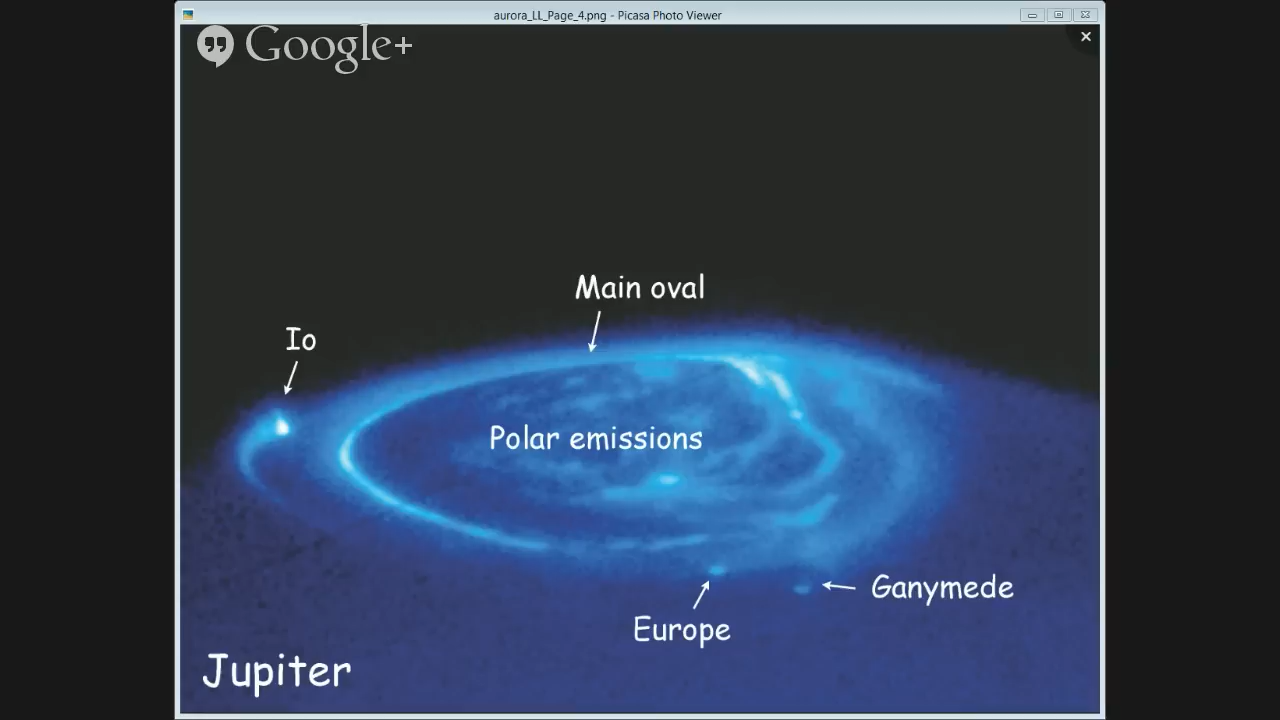 aurora_LL_Page_4.png - Picasa Photo Viewer
Google+
Main oval
Io
Polar emissions
Ganymede
Europe
Jupiter